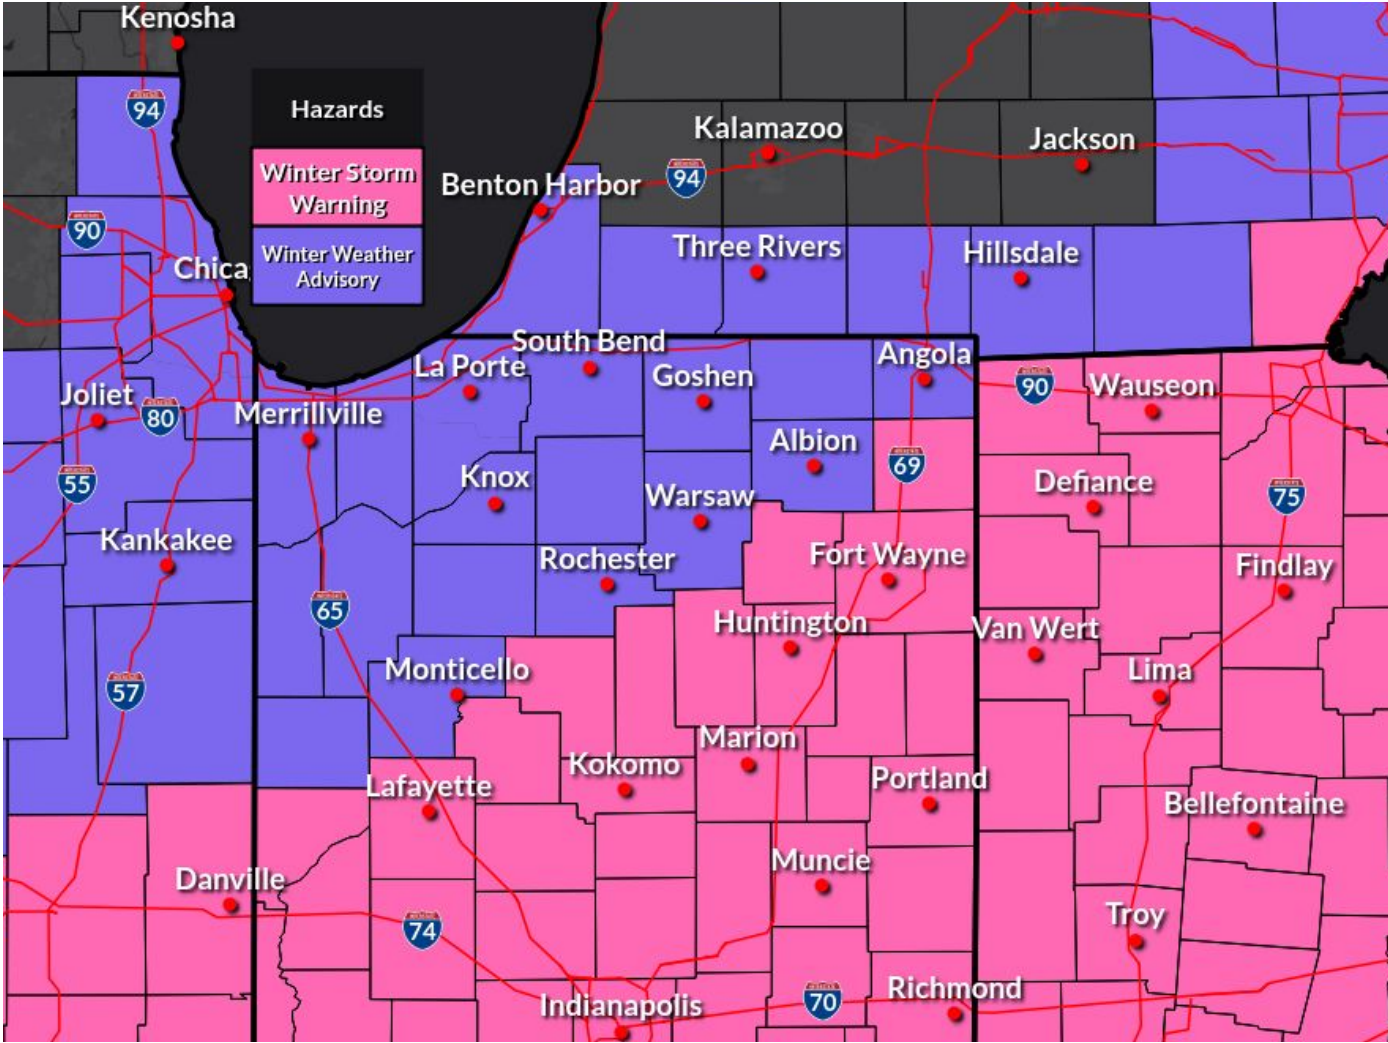 Kenosha
94
Hazards
Winter Storm
Warning
Winter Weather
Advisory
Kalamazoo
Jackson
Benton Harbor
94
90
Chica
Three Rivers
Hillsdale
South Bend
La Porte
Goshen
Angola
90
Wauseon
Joliet
80
Merrillville
Albion
69
55
Knox
Warsaw
Defiance
75
Kankakee
Rochester
Fort Wayne
Findlay
65
Huntington
Van Wert
57
Monticello
Lima
Marion
Kokomo
Lafayette
Portland
Bellefontaine
Danville
Muncie
74
Troy
Indianapolis
70
Richmond